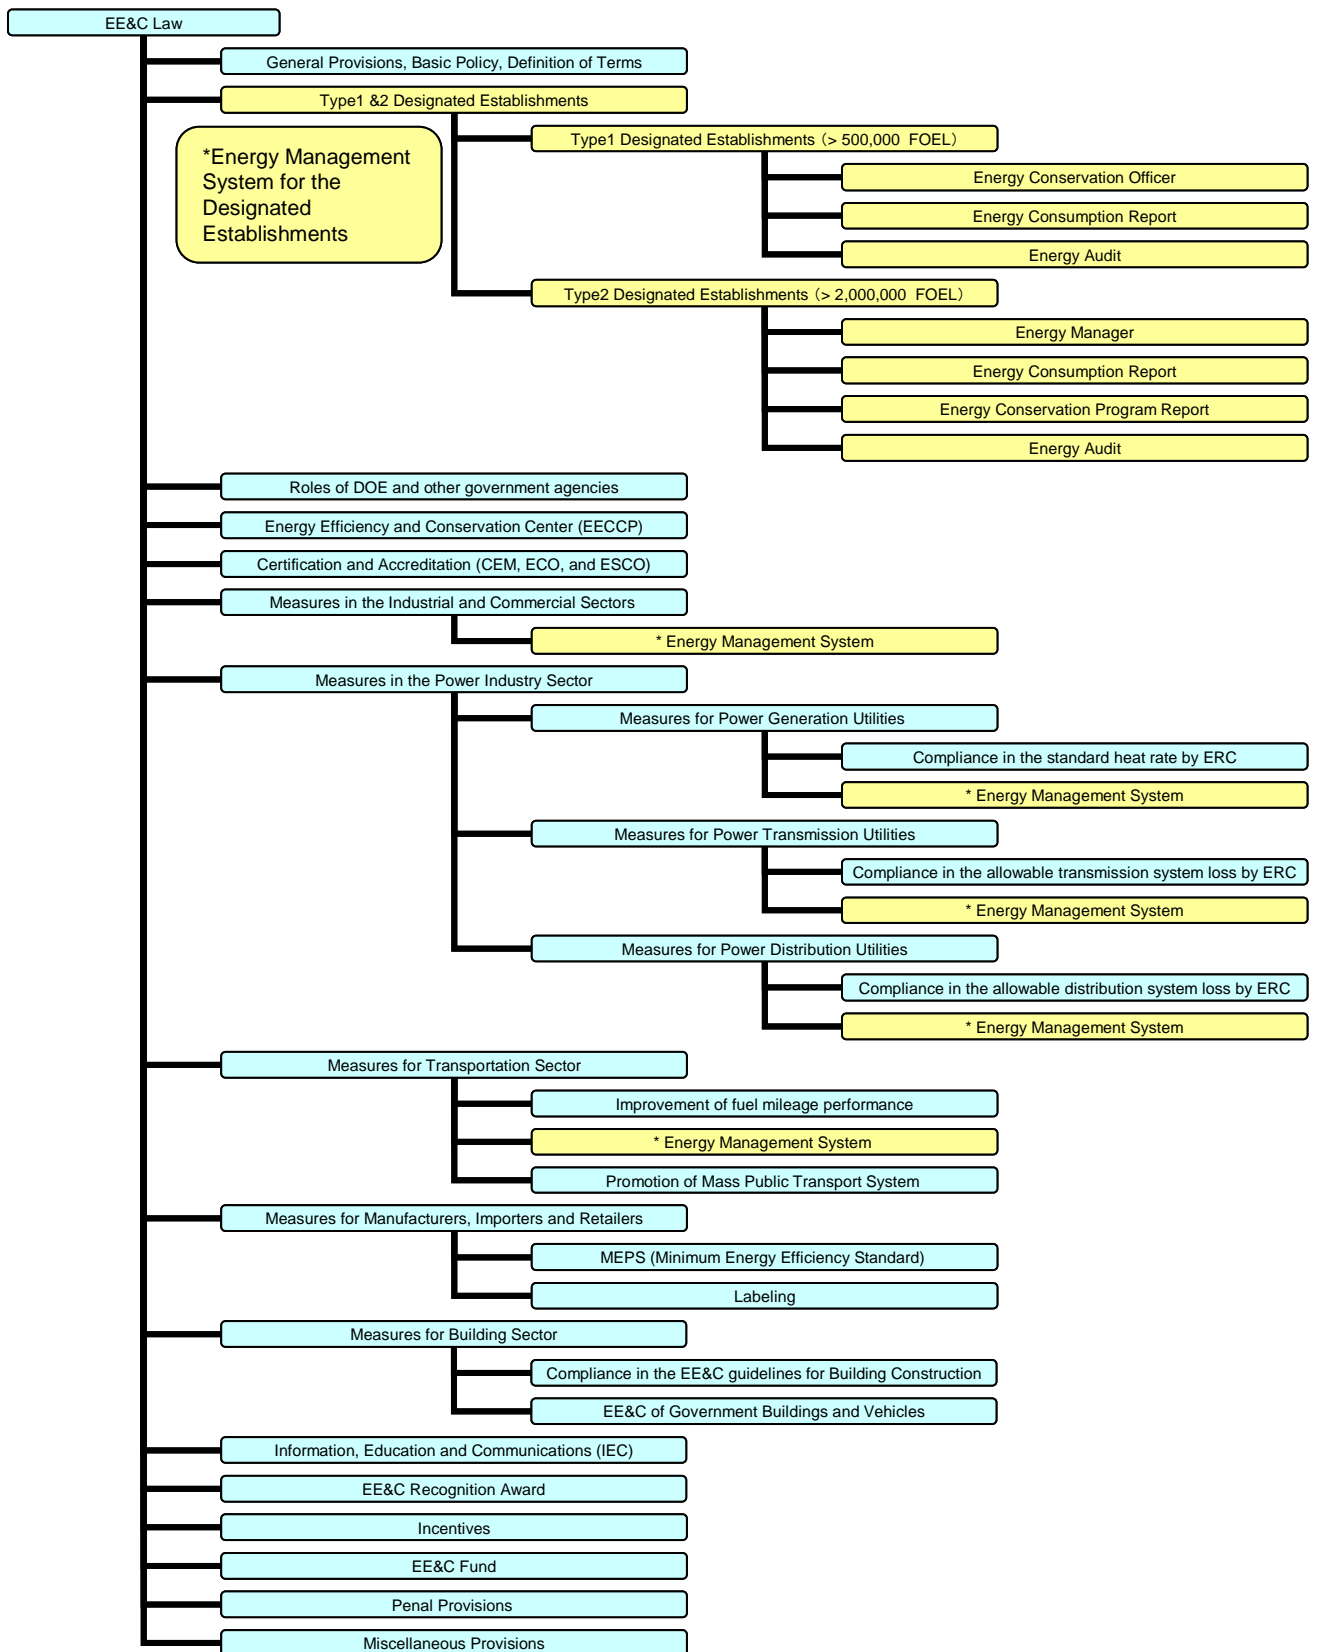 EE&C Law
General Provisions, Basic Policy, Definition of Terms
Type1 &2 Designated Establishments
*Energy Management
System for the
Designated
Establishments
Type1 Designated Establishments（> 500,000 FOEL）
Energy Conservation Officer
Energy Consumption Report
Energy Audit
Type2 Designated Establishments（> 2,000,000 FOEL）
Energy Manager
Energy Consumption Report
Energy Conservation Program Report
Energy Audit
Roles of DOE and other government agencies
Energy Efficiency and Conservation Center (EECCP)
Certification and Accreditation (CEM, ECO, and ESCO)
Measures in the Industrial and Commercial Sectors
* Energy Management System
Measures in the Power Industry Sector
Measures for Power Generation Utilities
Compliance in the standard heat rate by ERC
* Energy Management System
Measures for Power Transmission Utilities
Compliance in the allowable transmission system loss by ERC
* Energy Management System
Measures for Power Distribution Utilities
Compliance in the allowable distribution system loss by ERC
* Energy Management System
Measures for Transportation Sector
Improvement of fuel mileage performance
* Energy Management System
Promotion of Mass Public Transport System
Measures for Manufacturers, Importers and Retailers
MEPS (Minimum Energy Efficiency Standard)
Labeling
Measures for Building Sector
Compliance in the EE&C guidelines for Building Construction
EE&C of Government Buildings and Vehicles
Information, Education and Communications (IEC)
EE&C Recognition Award
Incentives
EE&C Fund
Penal Provisions
Miscellaneous Provisions